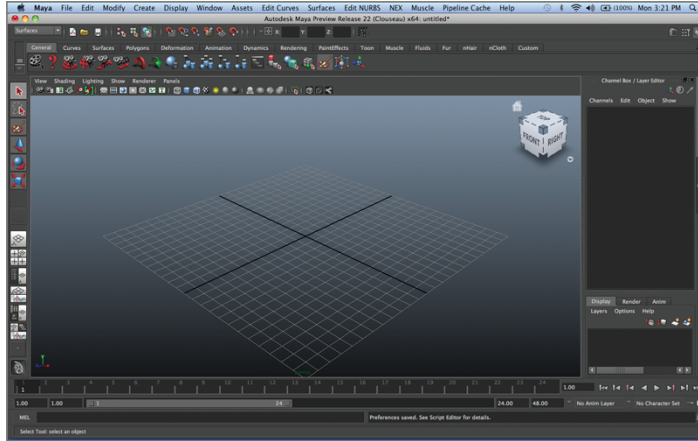 Maya File Edit Modify Create Display Window Assets Edit Curves Surfaces Edit NURBS NEX Muscle Pipeline Cache Help (100%) Mon 3:21 PM
Autodesk Maya Preview Release 22 (Clouseau) x64: untitled*
Surfaces X: Y: Z:
General Curves Surfaces Polygons Deformation Animation Dynamics Rendering PaintEffects Toon Muscle Fluids Fur nHair nCloth Custom
View Shading Lighting Show Renderer Panels
Channel Box / Layer Editor
Channels Edit Object Show
TOP
FRONT RIGHT
Display Render Anim
Layers Options Help
1 2 3 4 5 6 7 8 9 10 11 12 13 14 15 16 17 18 19 20 21 22 23 24 1.00
1
1.00 1.00 1 24 24.00 48.00 No Anim Layer No Character Set
MEL Preferences saved. See Script Editor for details.
Select Tool: select an object